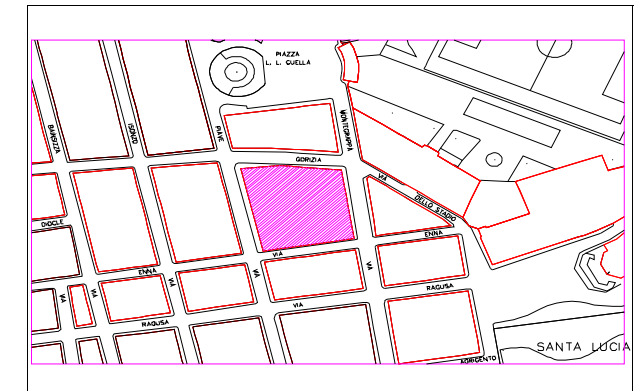 PIAZZA
L. L. GUELLA
BAINSIZZA
ISONZO
PIAVE
MONTEGRAPPA
GORIZIA
VIA
DELLO STADIO
DIOCLE
ENNA
VIA
ENNA
VIA
VIA
VIA
VIA
RAGUSA
VIA
VIA
RAGUSA
SANTA LUCIA
AGRIGENTO